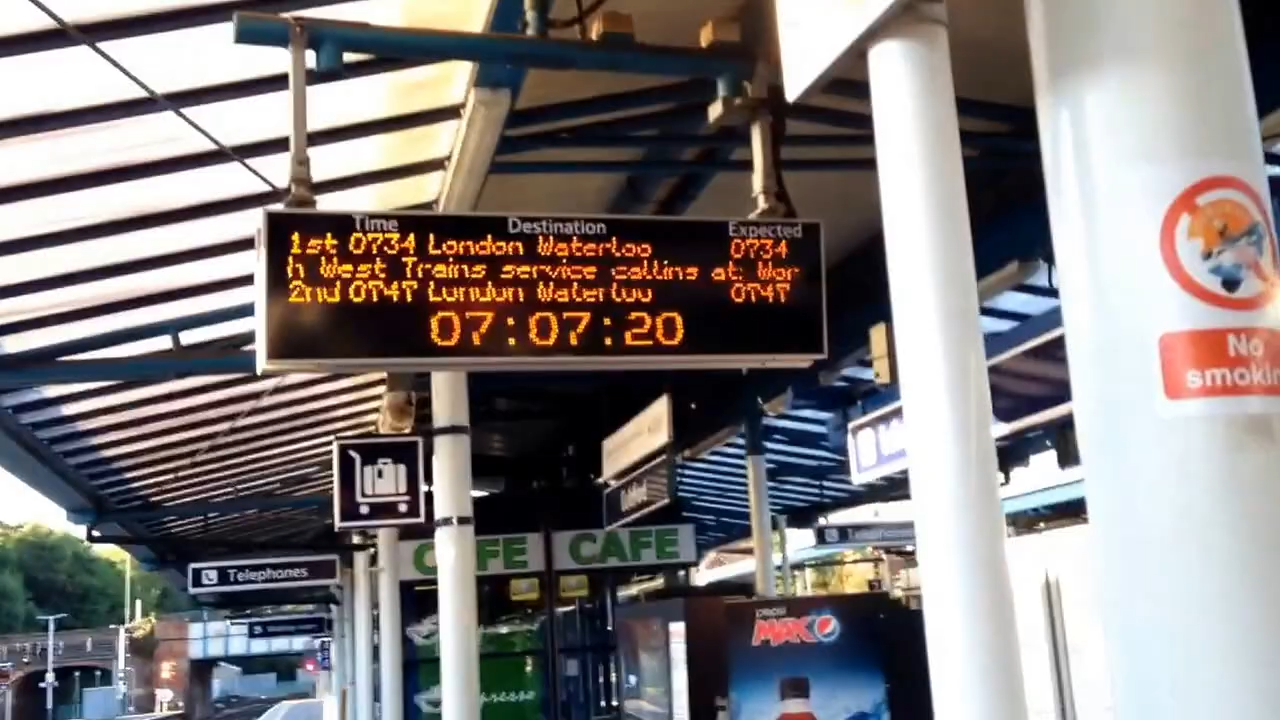 Time Destination Expected
1st 0734 London Waterloo 0734
h West Trains service calling at: Wor
2nd 0747 London Waterloo 0747
07:07:20
No
smokin
CAFE CAFE
Telephones
PEPSI
MAX